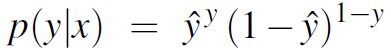 p(y|x) = ŷ^y (1 − ŷ)^{1−y}